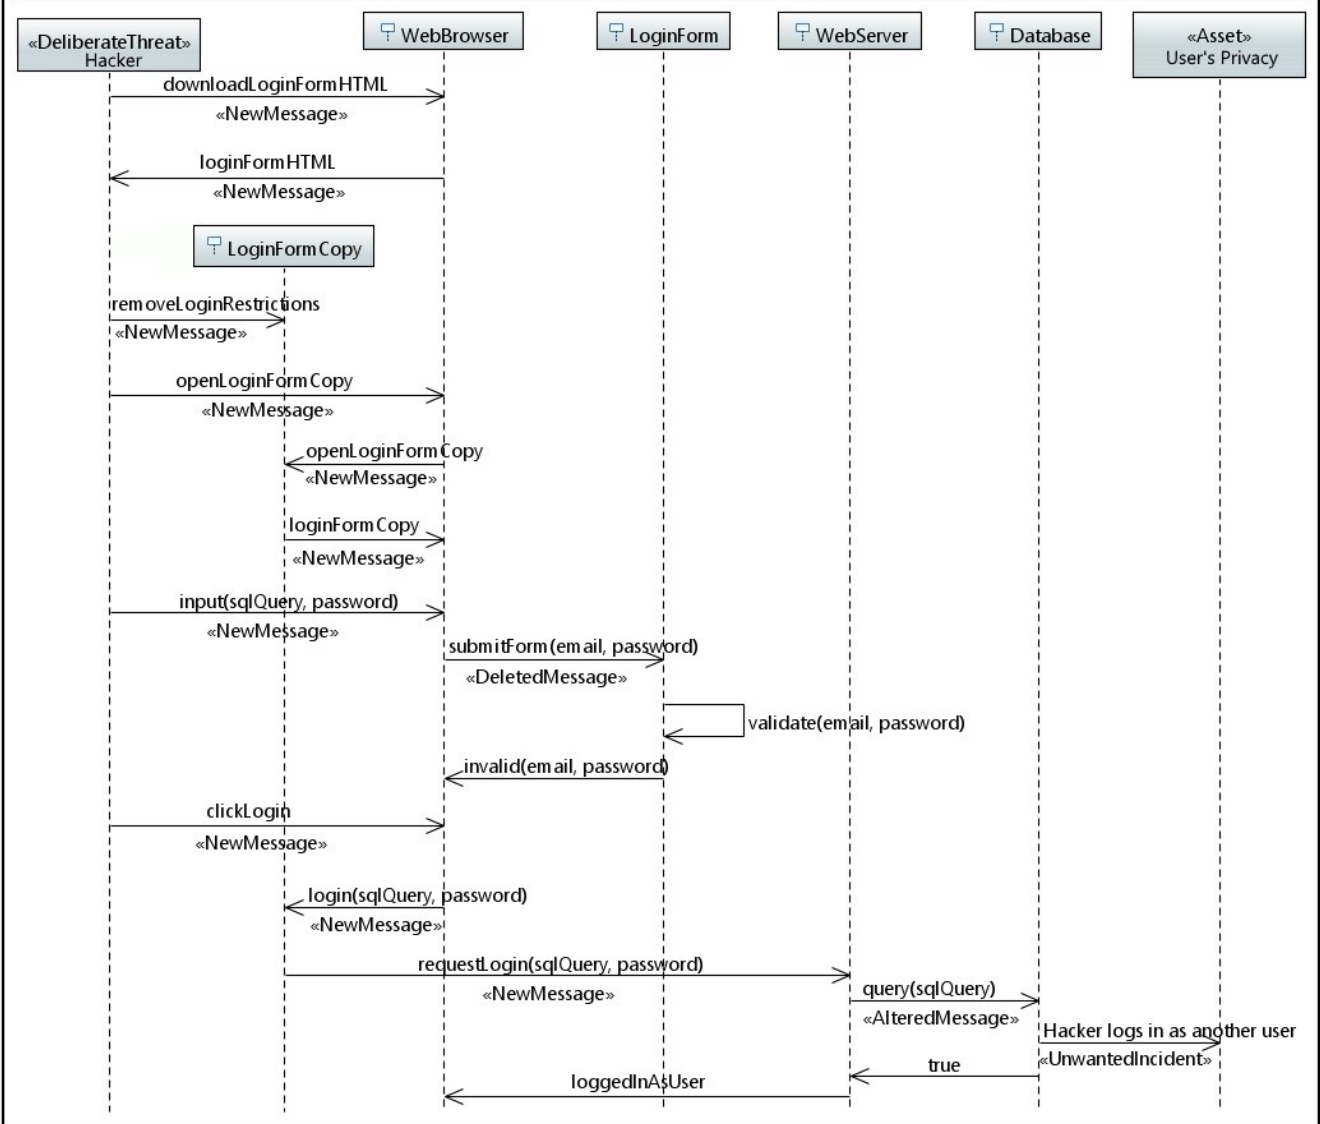 «DeliberateThreat»
Hacker
WebBrowser
LoginForm
WebServer
Database
«Asset»
User's Privacy
downloadLoginFormHTML
«NewMessage»
loginFormHTML
«NewMessage»
LoginFormCopy
removeLoginRestrictions
«NewMessage»
openLoginFormCopy
«NewMessage»
openLoginFormCopy
«NewMessage»
loginFormCopy
«NewMessage»
input(sqlQuery, password)
«NewMessage»
submitForm(email, password)
«DeletedMessage»
validate(email, password)
invalid(email, password)
clickLogin
«NewMessage»
login(sqlQuery, password)
«NewMessage»
requestLogin(sqlQuery, password)
«NewMessage»
query(sqlQuery)
«AlteredMessage»
Hacker logs in as another user
«UnwantedIncident»
true
loggedInAsUser